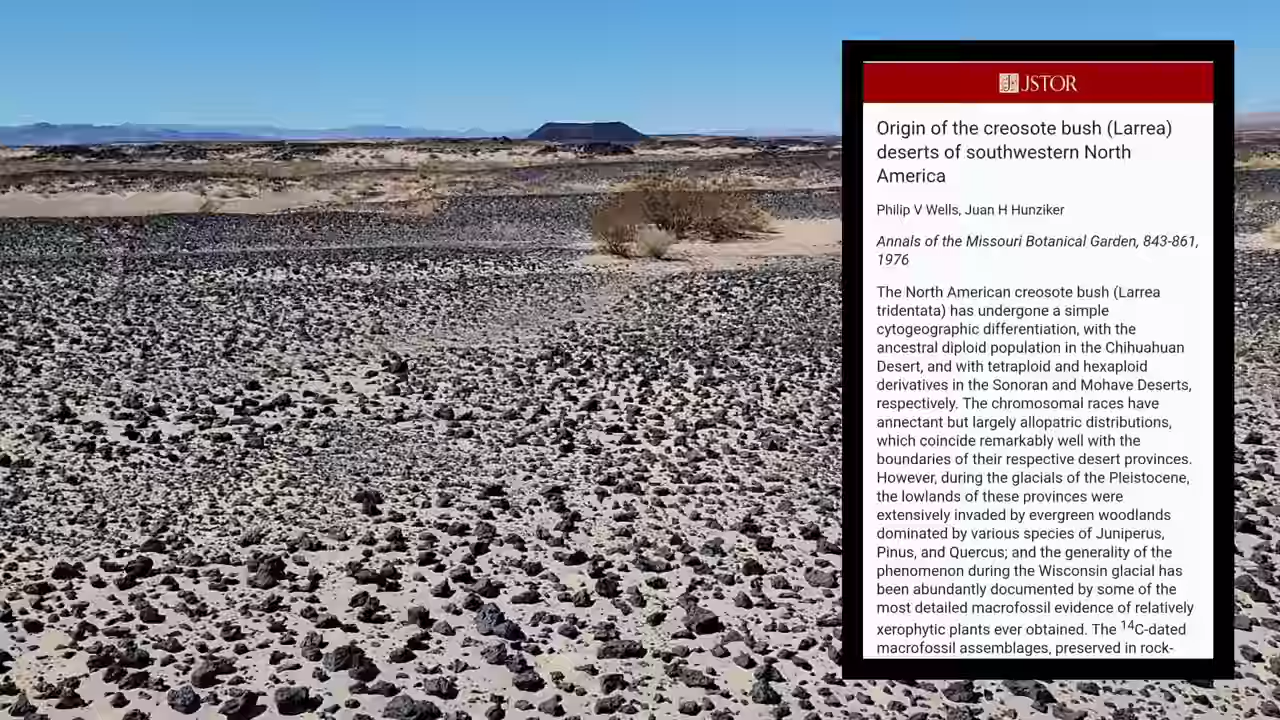 JSTOR
Origin of the creosote bush (Larrea)
deserts of southwestern North
America
Philip V Wells, Juan H Hunziker
Annals of the Missouri Botanical Garden, 843-861,
1976
The North American creosote bush (Larrea
tridentata) has undergone a simple
cytogeographic differentiation, with the
ancestral diploid population in the Chihuahuan
Desert, and with tetraploid and hexaploid
derivatives in the Sonoran and Mohave Deserts,
respectively. The chromosomal races have
annectant but largely allopatric distributions,
which coincide remarkably well with the
boundaries of their respective desert provinces.
However, during the glacials of the Pleistocene,
the lowlands of these provinces were
extensively invaded by evergreen woodlands
dominated by various species of Juniperus,
Pinus, and Quercus; and the generality of the
phenomenon during the Wisconsin glacial has
been abundantly documented by some of the
most detailed macrofossil evidence of relatively
xerophytic plants ever obtained. The ¹⁴C-dated
macrofossil assemblages, preserved in rock-